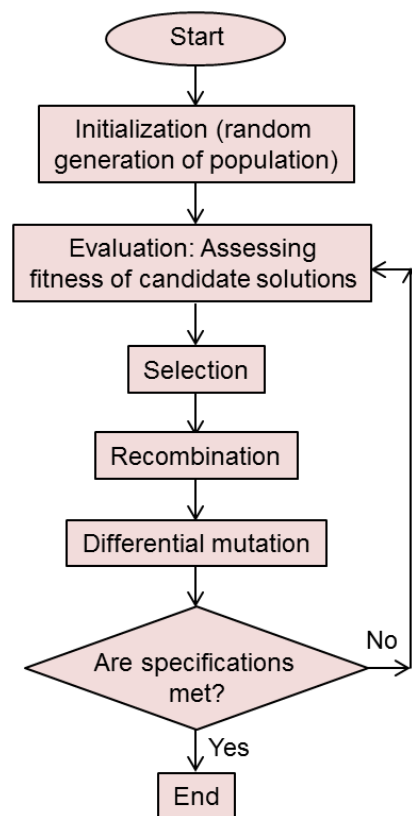 Start
Initialization (random
generation of population)
Evaluation: Assessing
fitness of candidate solutions
Selection
Recombination
Differential mutation
Are specifications
met?
No
Yes
End